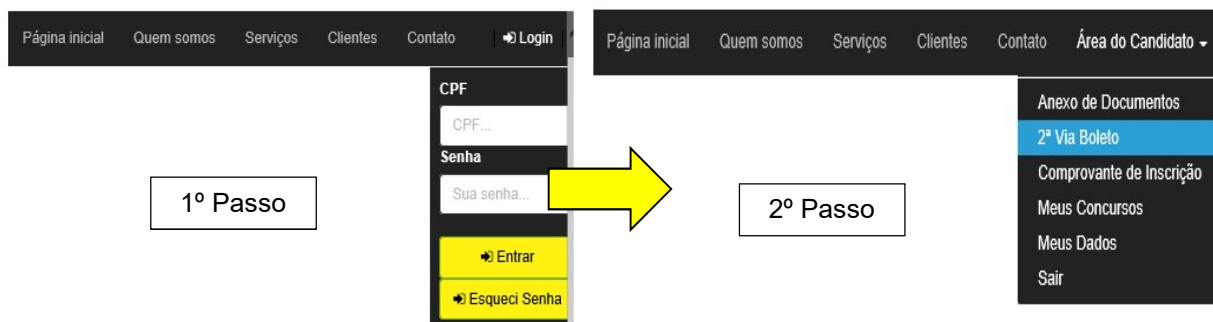 Página inicial Quem somos Serviços Clientes Contato Login
CPF
CPF...
Senha
Sua senha...
Entrar
Esqueci Senha
1º Passo
Página inicial Quem somos Serviços Clientes Contato Área do Candidato
Anexo de Documentos
2ª Via Boleto
Comprovante de Inscrição
Meus Concursos
Meus Dados
Sair
2º Passo